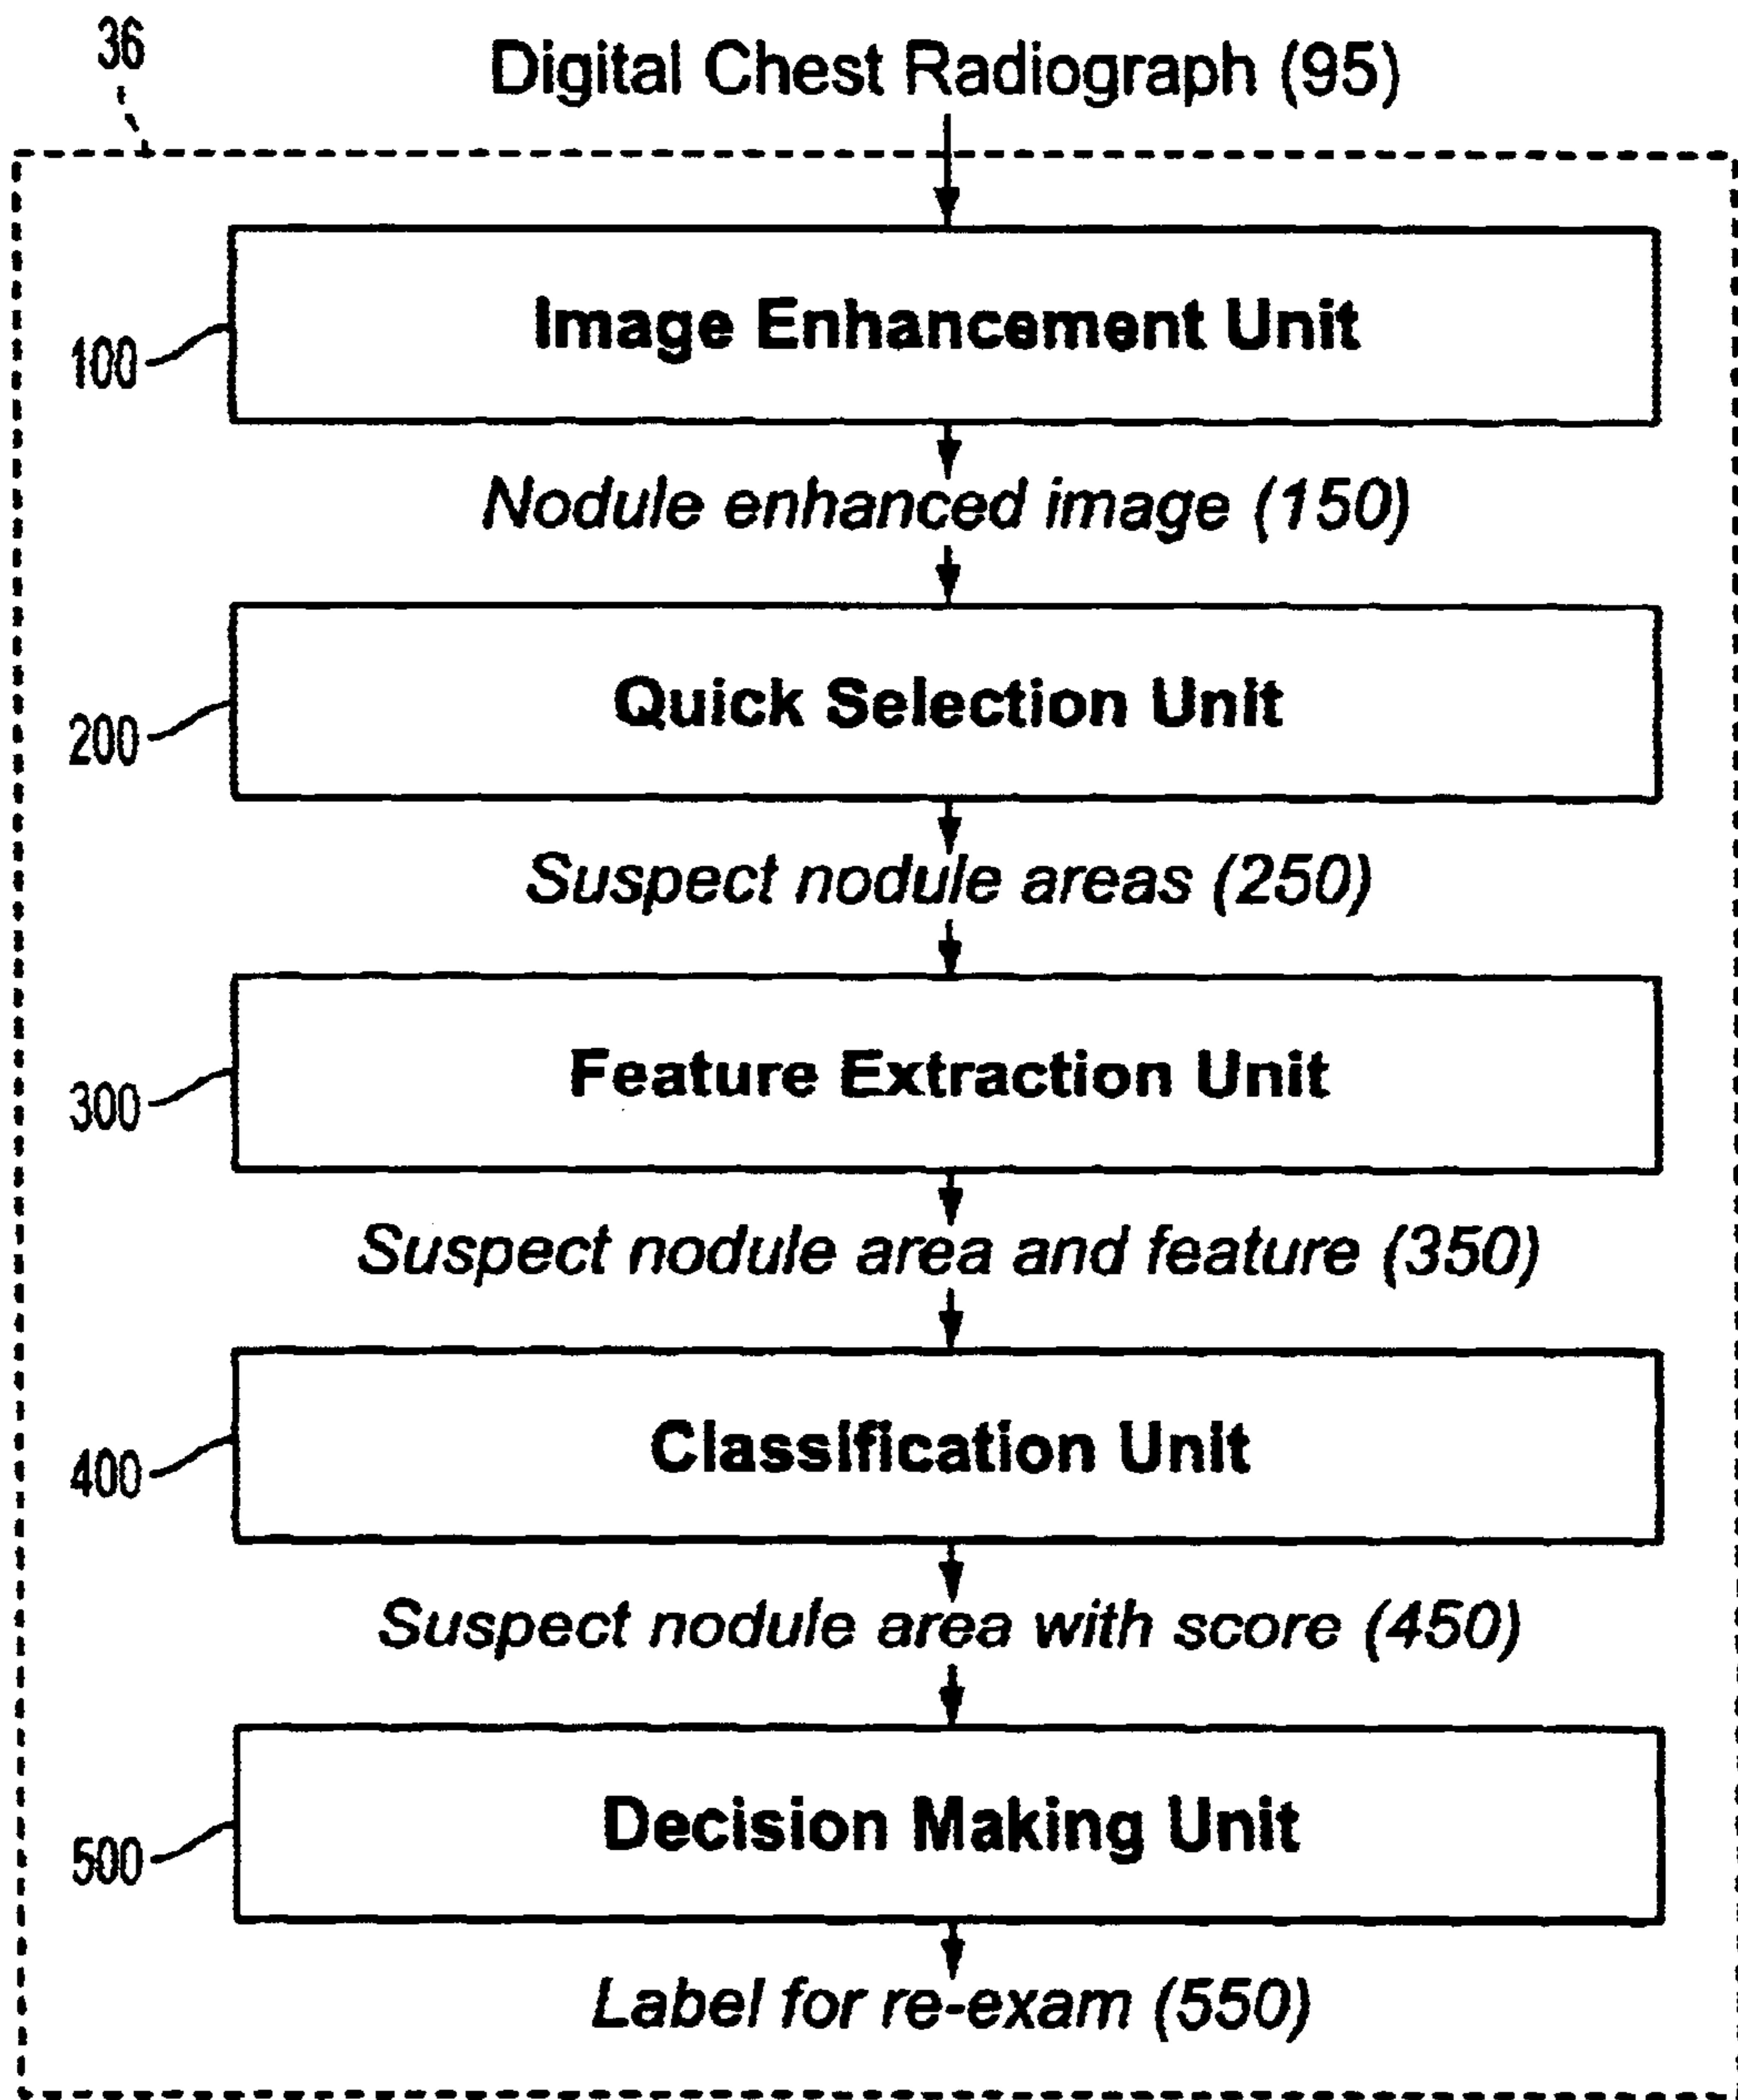 36
Digital Chest Radiograph (95)
Image Enhancement Unit
100
Nodule enhanced image (150)
Quick Selection Unit
200
Suspect nodule areas (250)
Feature Extraction Unit
300
Suspect nodule area and feature (350)
Classification Unit
400
Suspect nodule area with score (450)
Decision Making Unit
500
Label for re-exam (550)